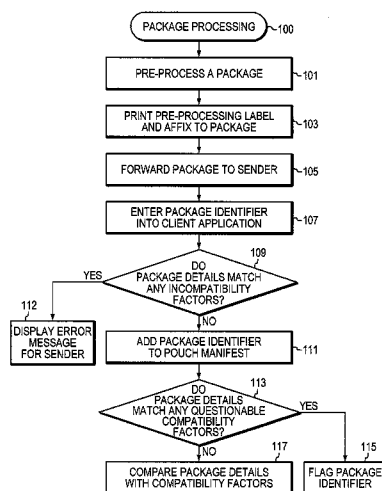 PACKAGE PROCESSING
100
PRE-PROCESS A PACKAGE
101
PRINT PRE-PROCESSING LABEL
AND AFFIX TO PACKAGE
103
FORWARD PACKAGE TO SENDER
105
ENTER PACKAGE IDENTIFIER
INTO CLIENT APPLICATION
107
109
DO
PACKAGE DETAILS MATCH
ANY INCOMPATIBILITY
FACTORS?
YES
112
DISPLAY ERROR
MESSAGE
FOR SENDER
NO
ADD PACKAGE IDENTIFIER
TO POUCH MANIFEST
111
113
DO
PACKAGE DETAILS
MATCH ANY QUESTIONABLE
COMPATIBILITY
FACTORS?
YES
NO
117
115
COMPARE PACKAGE DETAILS
WITH COMPATIBILITY FACTORS
FLAG PACKAGE
IDENTIFIER